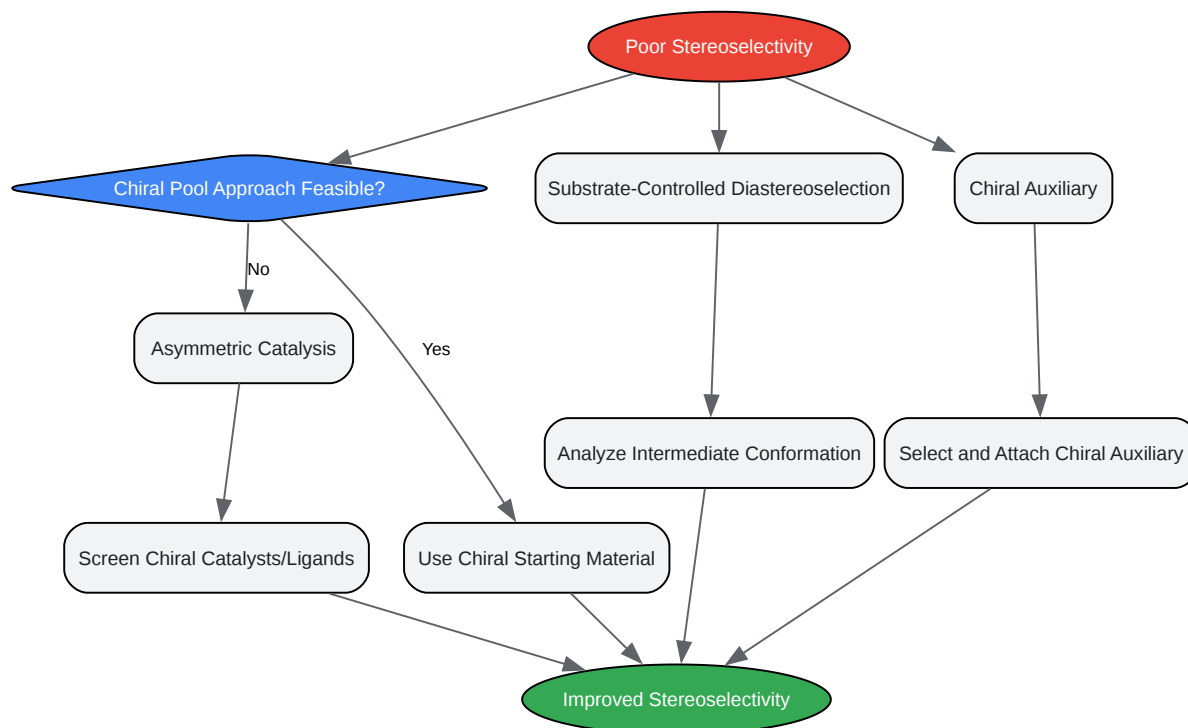 Poor Stereoselectivity
Chiral Pool Approach Feasible?
Substrate-Controlled Diastereoselection
Chiral Auxiliary
No
Asymmetric Catalysis
Yes
Analyze Intermediate Conformation
Select and Attach Chiral Auxiliary
Screen Chiral Catalysts/Ligands
Use Chiral Starting Material
Improved Stereoselectivity